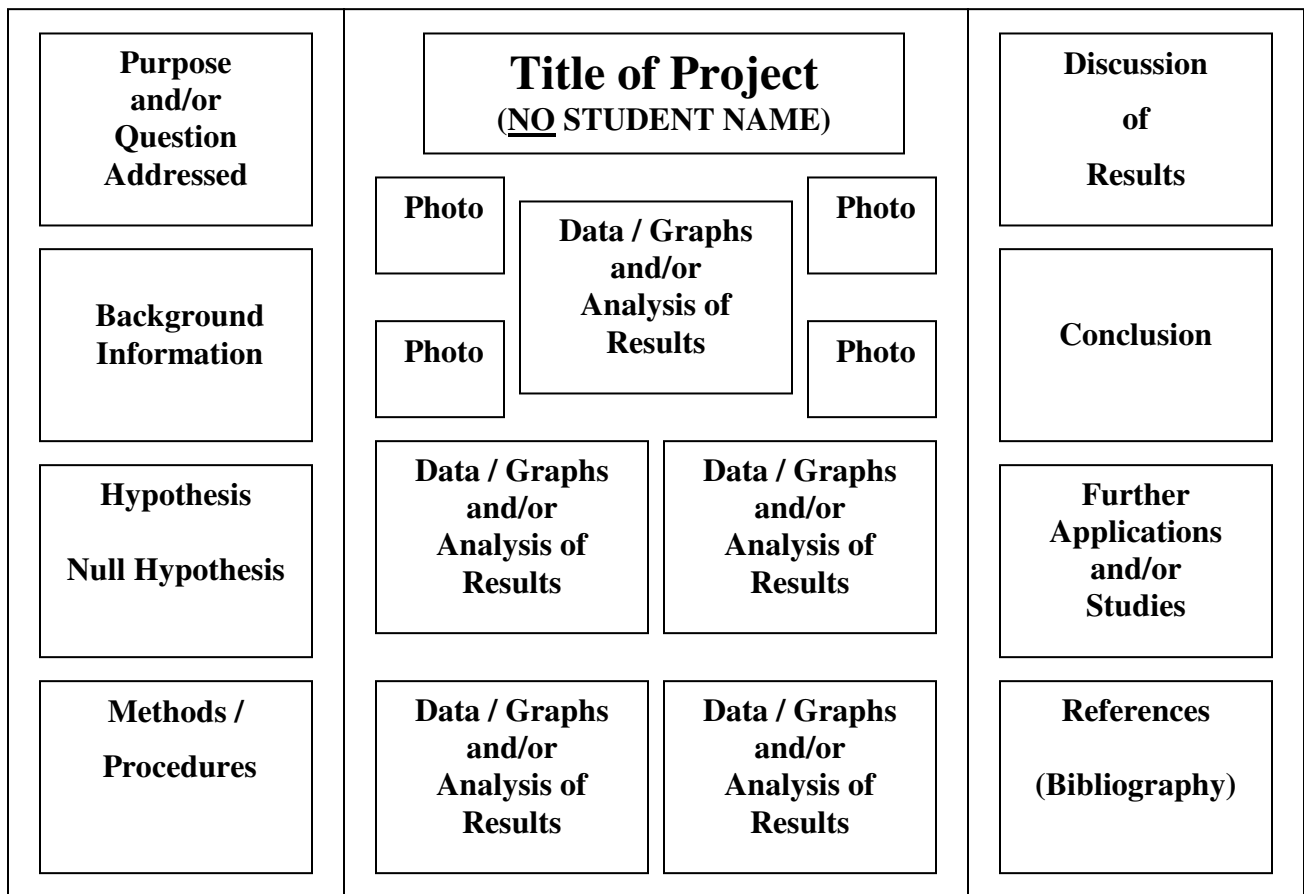 Purpose
and/or
Question
Addressed
Background
Information
Hypothesis
Null Hypothesis
Methods /
Procedures
Title of Project
(NO STUDENT NAME)
Photo
Photo
Data / Graphs
and/or
Analysis of
Results
Photo
Photo
Data / Graphs
and/or
Analysis of
Results
Data / Graphs
and/or
Analysis of
Results
Data / Graphs
and/or
Analysis of
Results
Data / Graphs
and/or
Analysis of
Results
Discussion
of
Results
Conclusion
Further
Applications
and/or
Studies
References
(Bibliography)